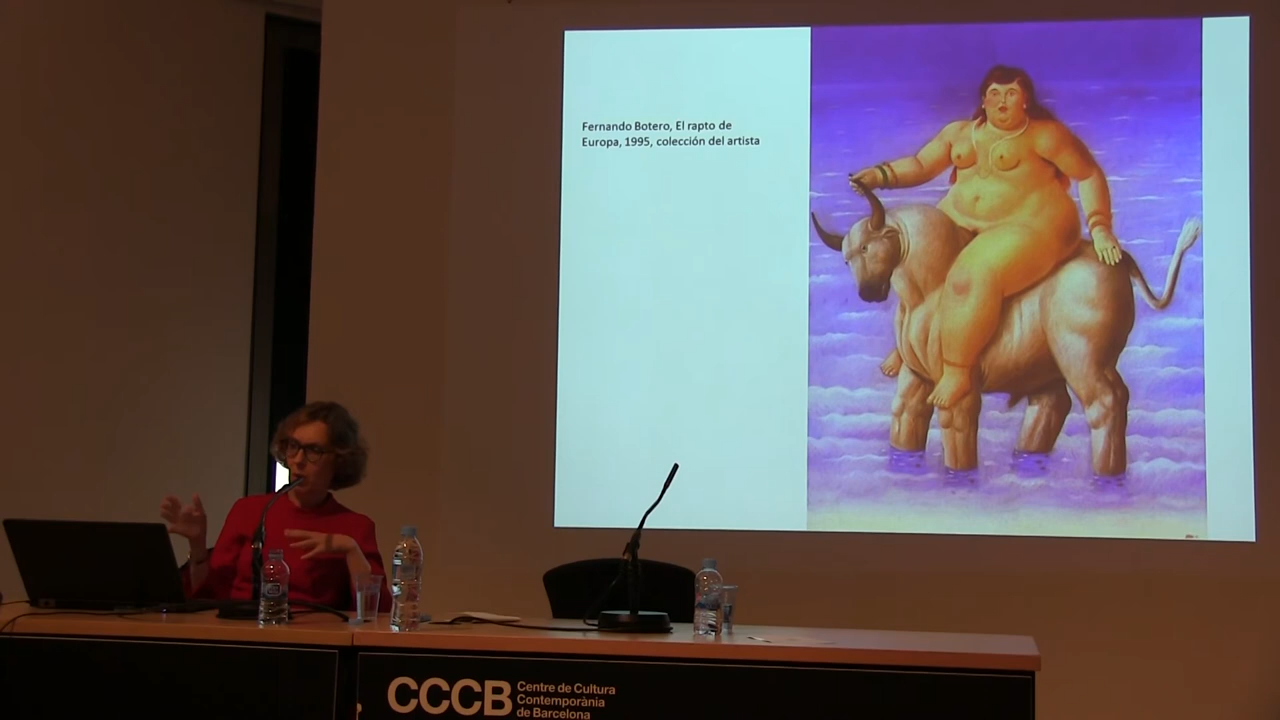 Fernando Botero, El rapto de
Europa, 1995, colección del artista
CCCB
Centre de Cultura
Contemporània
de Barcelona